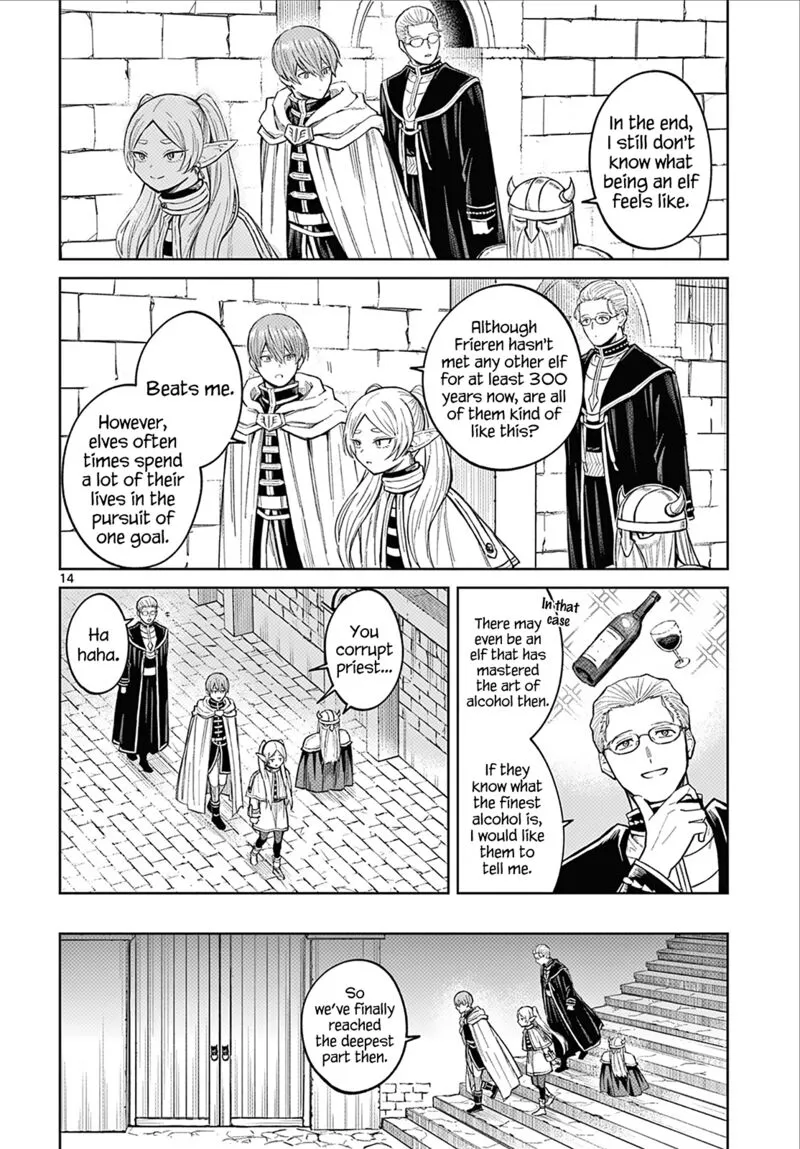 In the end,
I still don't
know what
being an elf
feels like.
Although
Frieren hasn't
met any other elf
for at least 300
years now, are all
of them kind of
like this?
Beats me.
However,
elves often
times spend
a lot of their
lives in the
pursuit of
one goal.
14
In that
case
There may
even be an
elf that has
mastered
the art of
alcohol then.
If they
know what
the finest
alcohol is,
I would like
them to
tell me.
You
corrupt
priest...
Ha
haha.
So
we've finally
reached
the deepest
part then.